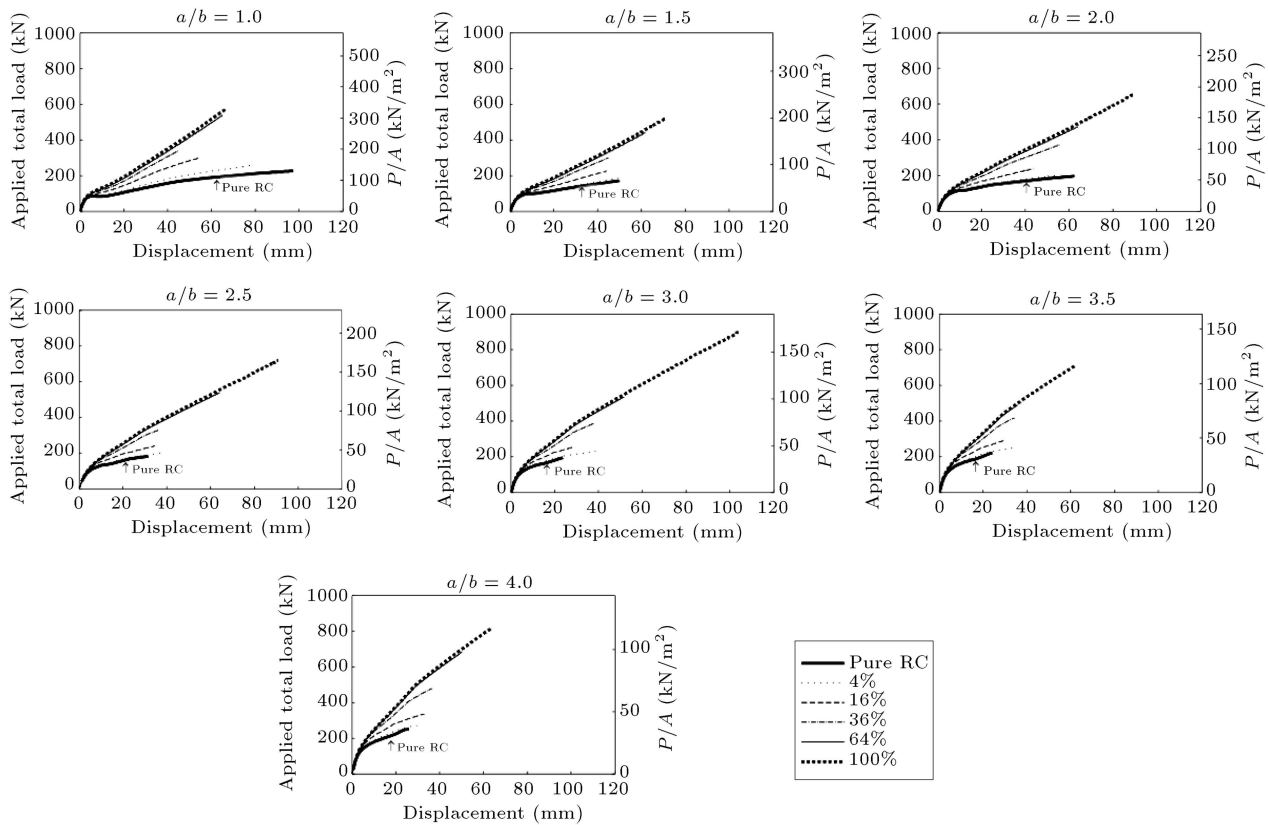 a/b = 1.0
Applied total load (kN)
1000
800
600
400
200
0
0 20 40 60 80 100 120
Displacement (mm)
500
400
300
200
100
0
P/A (kN/m²)
Pure RC
a/b = 1.5
Applied total load (kN)
1000
800
600
400
200
0
0 20 40 60 80 100 120
Displacement (mm)
300
200
100
0
P/A (kN/m²)
Pure RC
a/b = 2.0
Applied total load (kN)
1000
800
600
400
200
0
0 20 40 60 80 100 120
Displacement (mm)
250
200
150
100
50
0
P/A (kN/m²)
Pure RC
a/b = 2.5
Applied total load (kN)
1000
800
600
400
200
0
0 20 40 60 80 100 120
Displacement (mm)
200
150
100
50
0
P/A (kN/m²)
Pure RC
a/b = 3.0
Applied total load (kN)
1000
800
600
400
200
0
0 20 40 60 80 100 120
Displacement (mm)
150
100
50
0
P/A (kN/m²)
Pure RC
a/b = 3.5
Applied total load (kN)
1000
800
600
400
200
0
0 20 40 60 80 100 120
Displacement (mm)
150
100
50
0
P/A (kN/m²)
Pure RC
a/b = 4.0
Applied total load (kN)
1000
800
600
400
200
0
0 20 40 60 80 100 120
Displacement (mm)
100
50
0
P/A (kN/m²)
Pure RC
Pure RC
4%
16%
36%
64%
100%